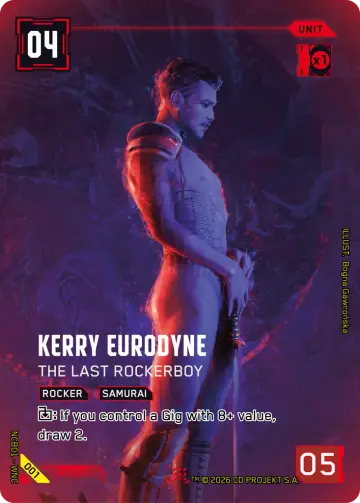 04
UNIT
x1
ILLUST: Bogna Gawrońska
KERRY EURODYNE
THE LAST ROCKERBOY
ROCKER SAMURAI
: If you control a Gig with 8+ value,
draw 2.
001
05
™/© 2026 CD PROJEKT S.A.